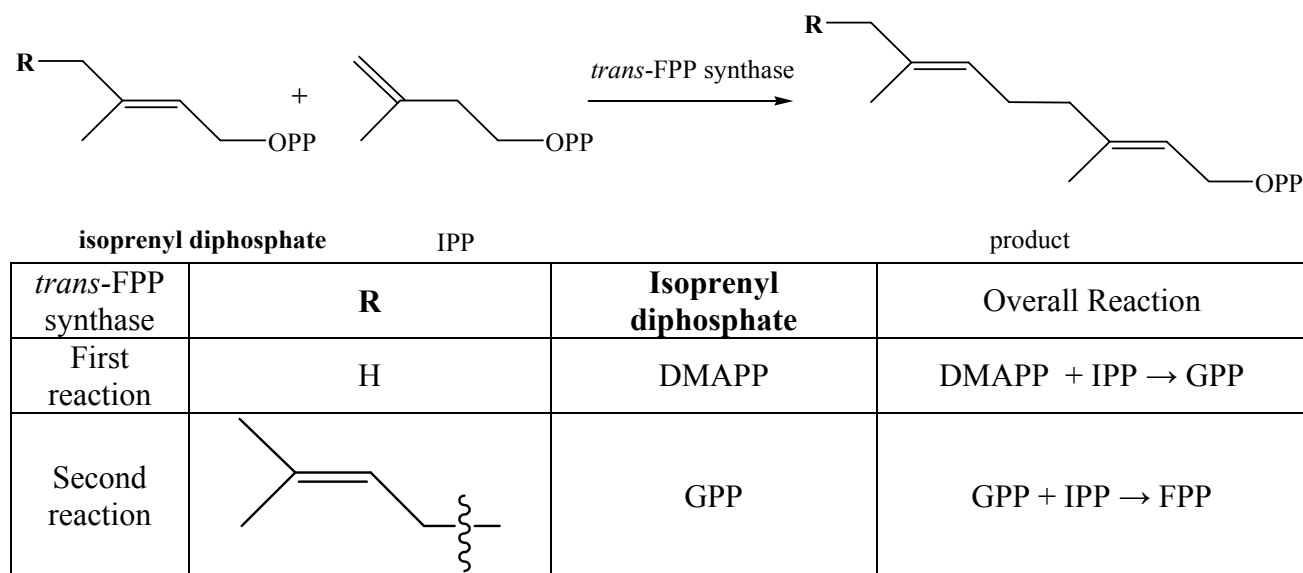 R
R
trans-FPP synthase
+
OPP
OPP
OPP
isoprenyl diphosphate IPP product
trans-FPP
synthase
R
Isoprenyl
diphosphate
Overall Reaction
First
reaction
H
DMAPP
DMAPP + IPP → GPP
Second
reaction
GPP
GPP + IPP → FPP